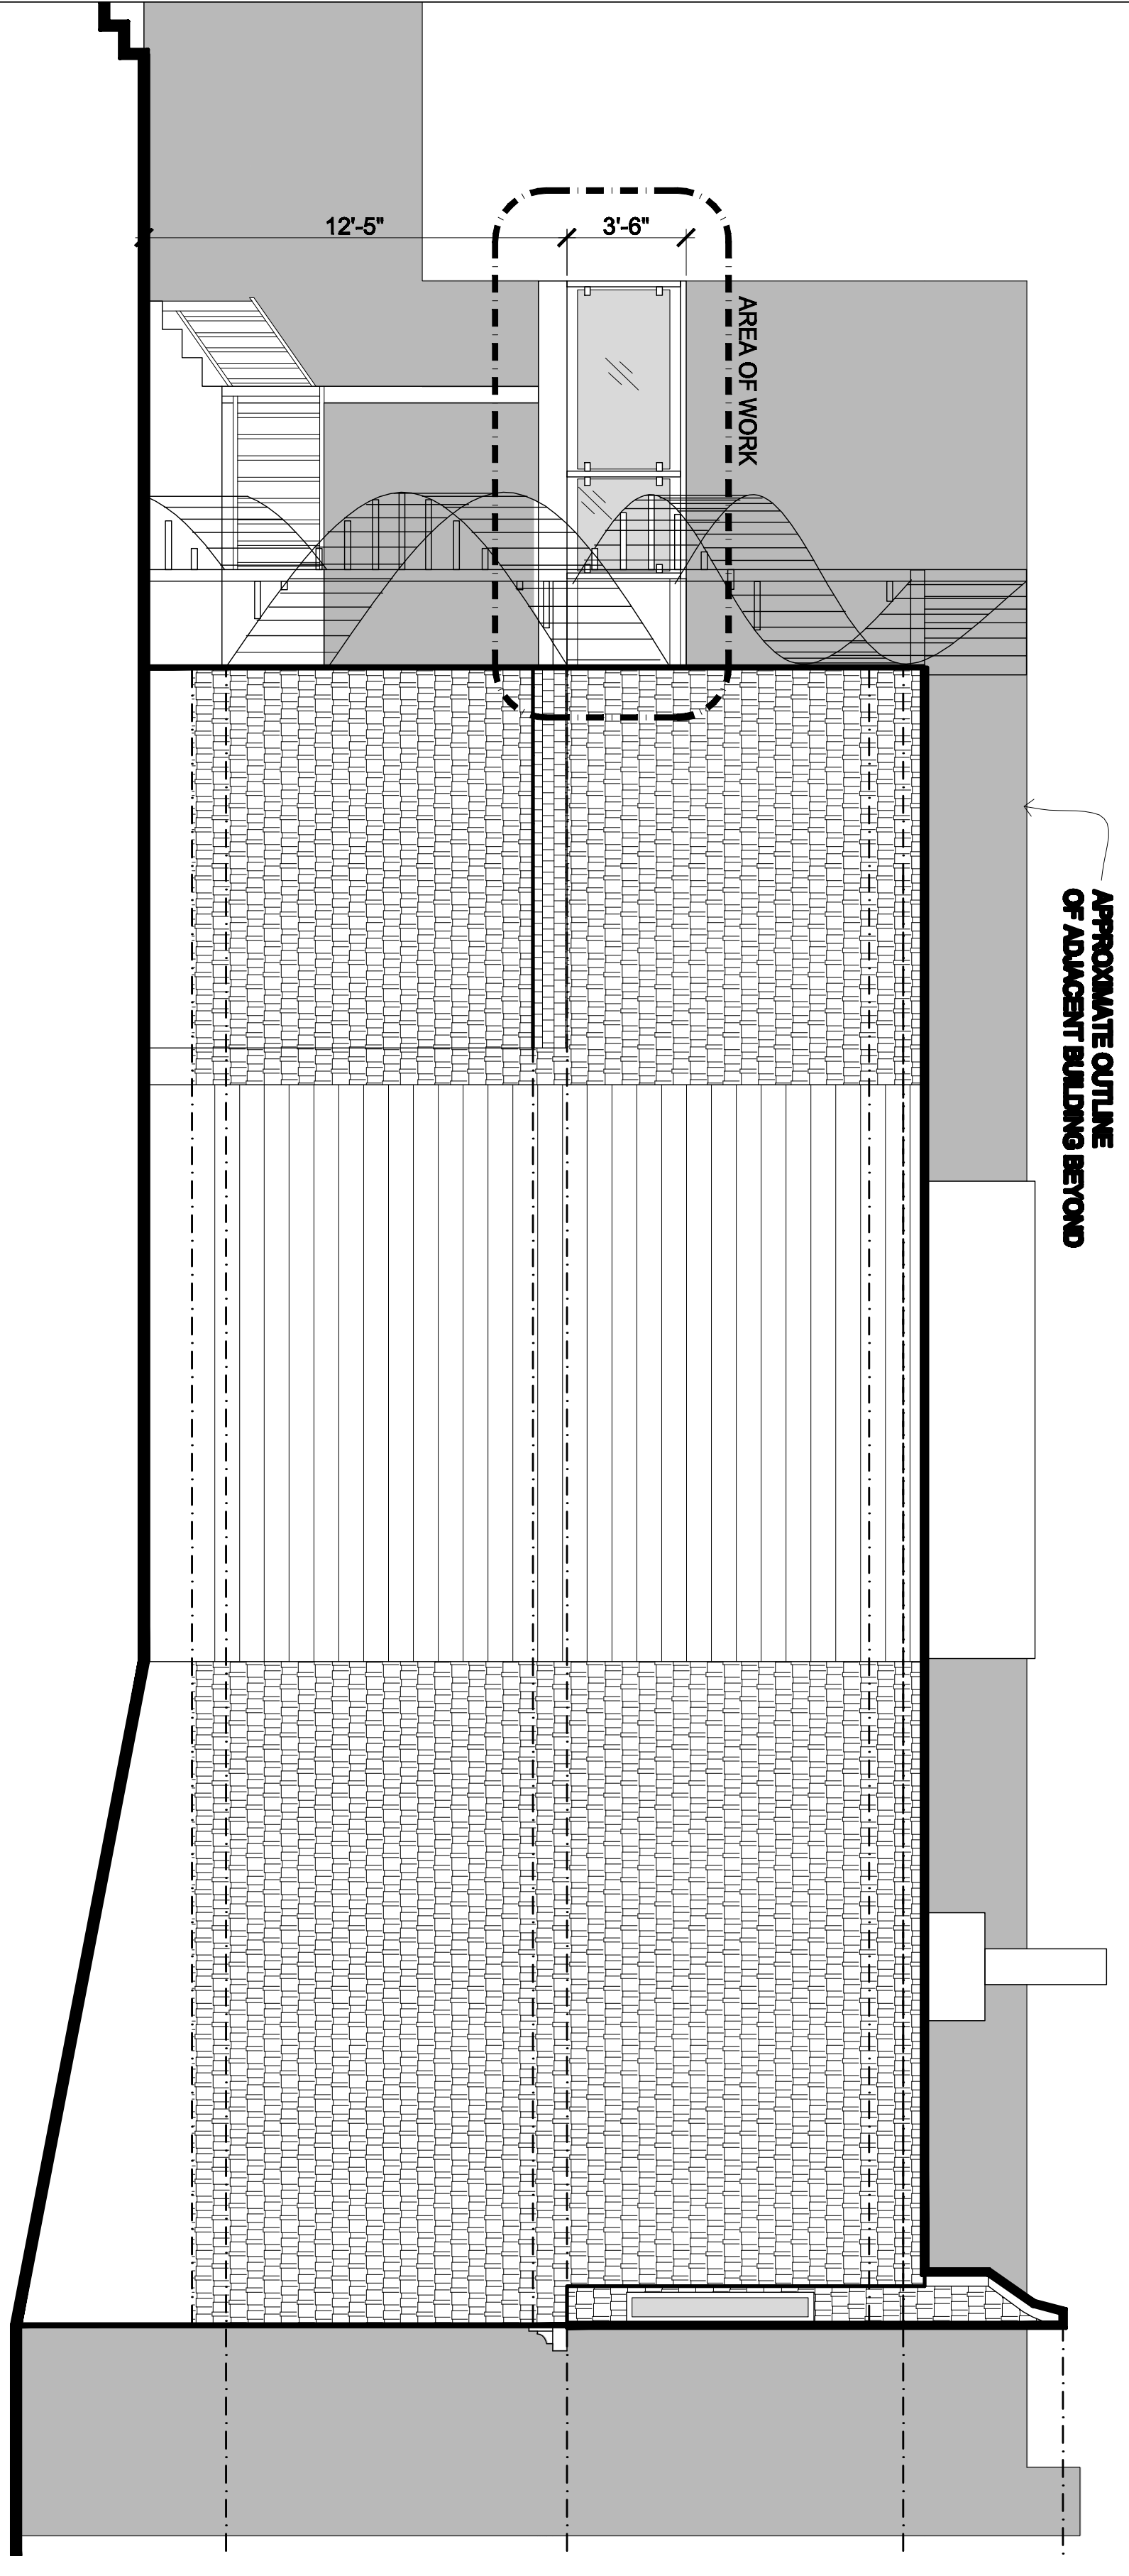 12'-5"
3'-6"
AREA OF WORK
APPROXIMATE OUTLINE
OF ADJACENT BUILDING BEYOND